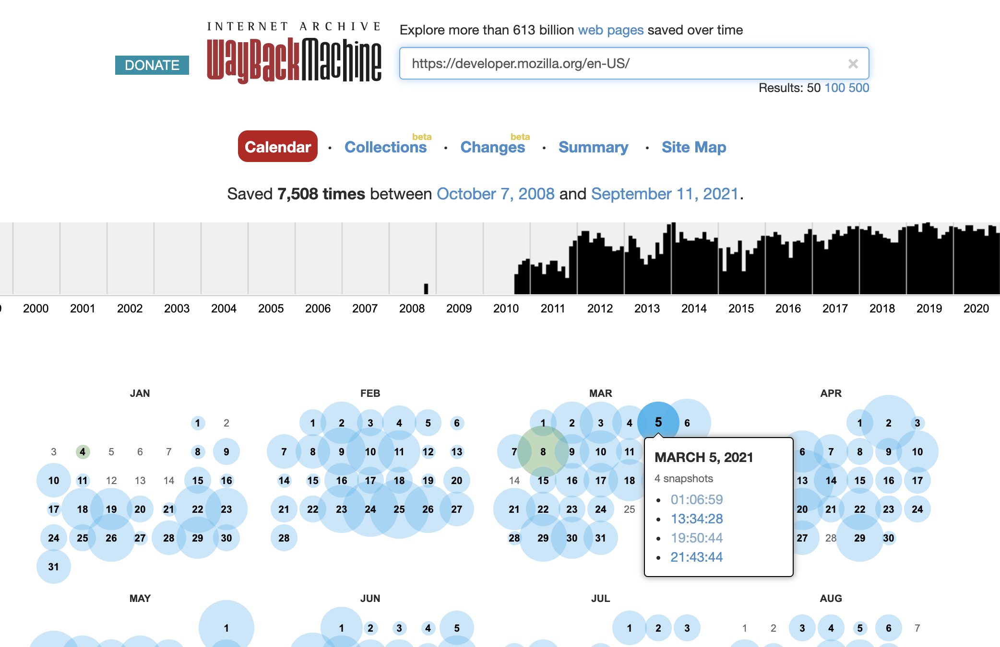 INTERNET ARCHIVE
WayBackMachine
DONATE
Explore more than 613 billion web pages saved over time
https://developer.mozilla.org/en-US/ ×
Results: 50 100 500
Calendar · Collections beta · Changes beta · Summary · Site Map
Saved 7,508 times between October 7, 2008 and September 11, 2021.
2000 2001 2002 2003 2004 2005 2006 2007 2008 2009 2010 2011 2012 2013 2014 2015 2016 2017 2018 2019 2020
JAN
1 2
3 4 5 6 7 8 9
10 11 12 13 14 15 16
17 18 19 20 21 22 23
24 25 26 27 28 29 30
31
FEB
1 2 3 4 5 6
7 8 9 10 11 12 13
14 15 16 17 18 19 20
21 22 23 24 25 26 27
28
MAR
1 2 3 4 5 6
7 8 9 10 11
14 15 16 17 18
21 22 23 24 25
28 29 30 31
MARCH 5, 2021
4 snapshots
• 01:06:59
• 13:34:28
• 19:50:44
• 21:43:44
APR
1 2 3
6 7 8 9 10
13 14 15 16 17
20 21 22 23 24
27 28 29 30
MAY
1
JUN
1 2 3 4 5
JUL
1 2 3
AUG
1 2 3 4 5 6 7